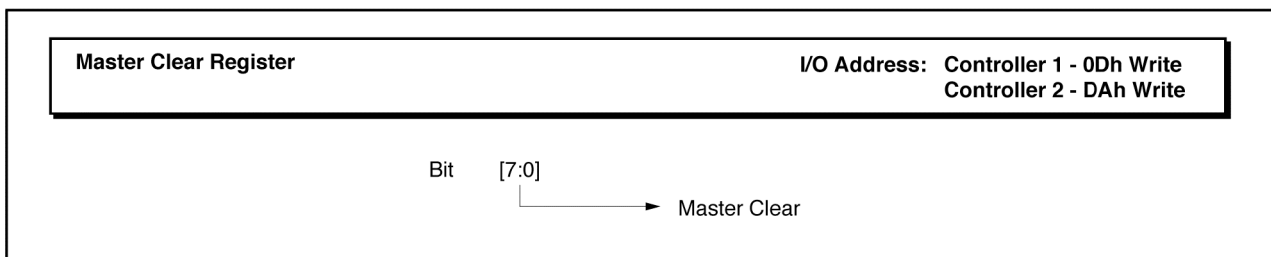 Master Clear Register
I/O Address: Controller 1 - 0Dh Write
Controller 2 - DAh Write
Bit [7:0]
Master Clear